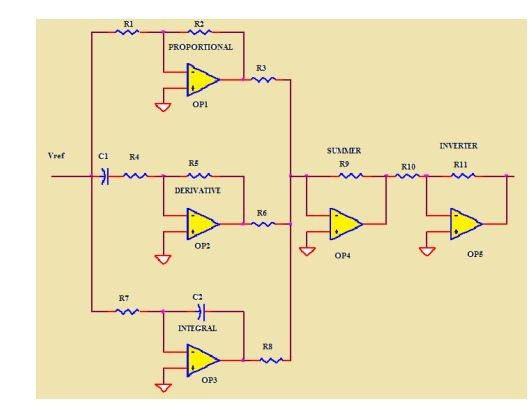 R1
R2
PROPORTIONAL
R3
OP1
Vref
C1
R4
R5
DERIVATIVE
R6
OP2
SUMMER
R9
R10
OP4
INVERTER
R11
OP5
R7
C2
INTEGRAL
R8
OP3